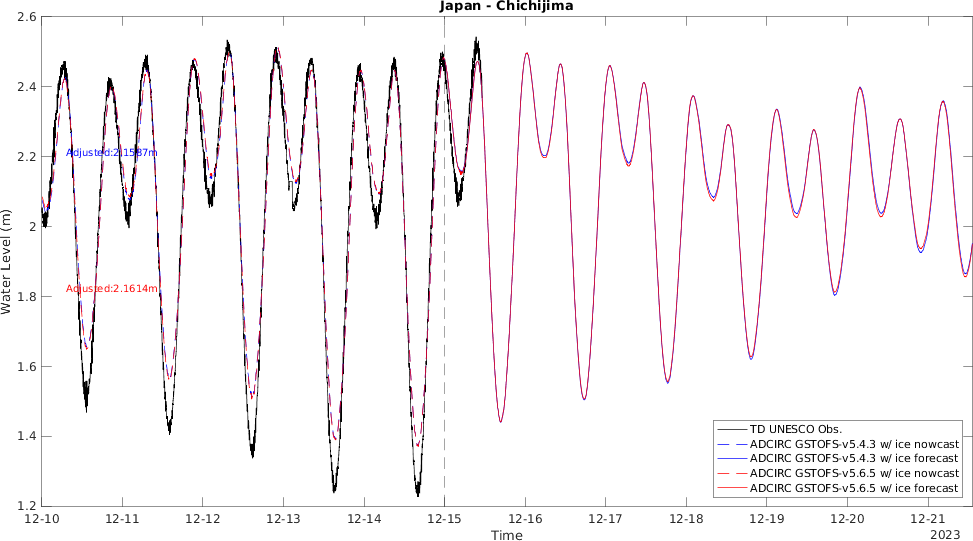 Japan - Chichijima
2.6
2.4
2.2
2
1.8
1.6
1.4
1.2
Water Level (m)
Adjusted:2.1587m
Adjusted:2.1614m
TD UNESCO Obs.
ADCIRC GSTOFS-v5.4.3 w/ ice nowcast
ADCIRC GSTOFS-v5.4.3 w/ ice forecast
ADCIRC GSTOFS-v5.6.5 w/ ice nowcast
ADCIRC GSTOFS-v5.6.5 w/ ice forecast
12-10 12-11 12-12 12-13 12-14 12-15 12-16 12-17 12-18 12-19 12-20 12-21
Time
2023